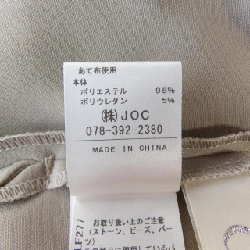 あて布使用
本体
ポリエステル 95%
ポリウレタン 5%
(株)JOC
078-392-2380
MADE IN CHINA
LF277
お取り扱い上のご注意
(ストーン、ビーズ、パー
ツ)